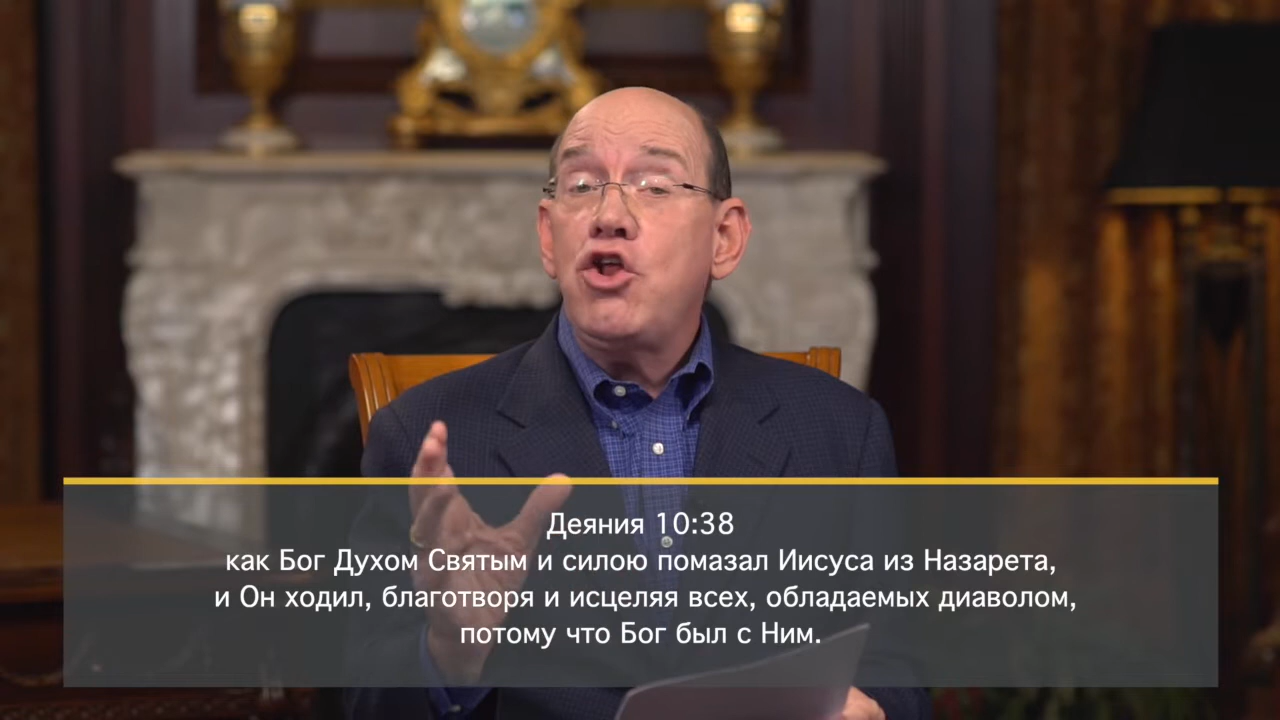 Деяния 10:38
как Бог Духом Святым и силою помазал Иисуса из Назарета,
и Он ходил, благотворя и исцеляя всех, обладаемых диаволом,
потому что Бог был с Ним.